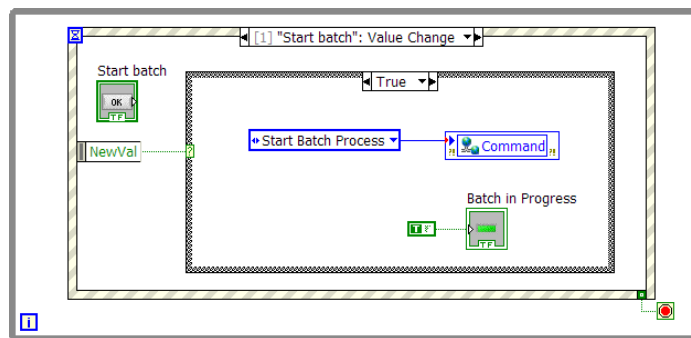 [1] "Start batch": Value Change
Start batch
OK
TF
True
NewVal
?
Start Batch Process
?!
Command
?!
Batch in Progress
T
TF
i